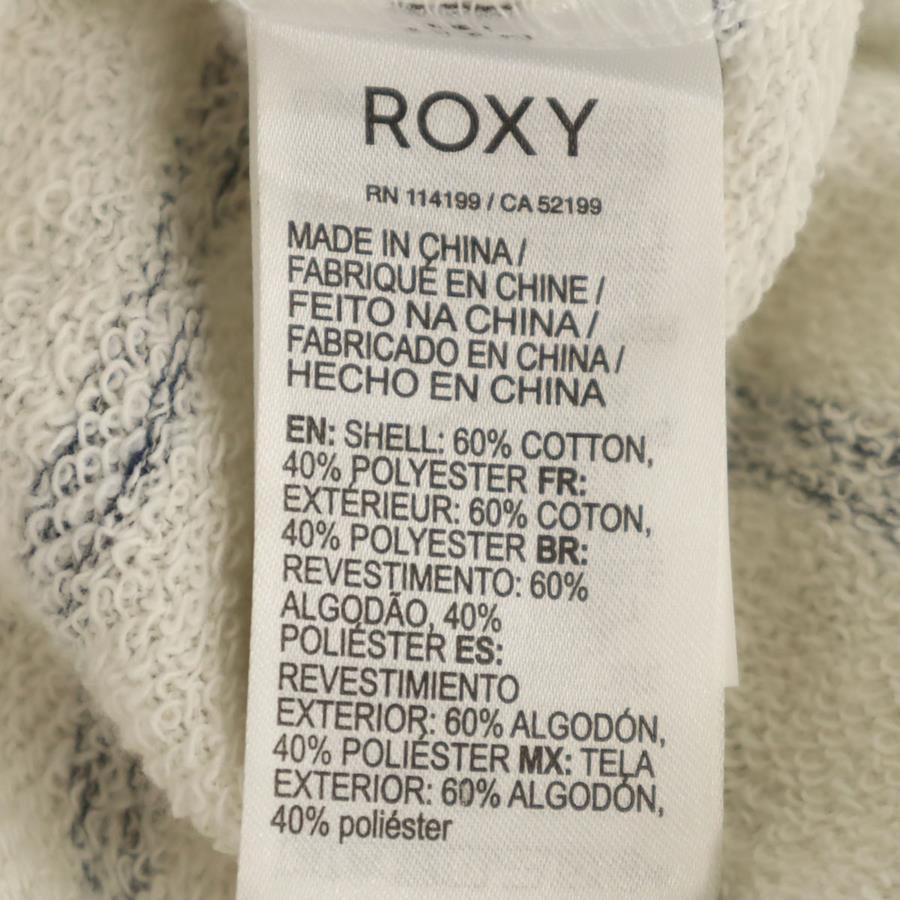 ROXY
RN 114199 / CA 52199
MADE IN CHINA /
FABRIQUÉ EN CHINE /
FEITO NA CHINA /
FABRICADO EN CHINA /
HECHO EN CHINA
EN: SHELL: 60% COTTON,
40% POLYESTER FR:
EXTÉRIEUR: 60% COTON,
40% POLYESTER BR:
REVESTIMENTO: 60%
ALGODÃO, 40%
POLIÉSTER ES:
REVESTIMIENTO
EXTERIOR: 60% ALGODÓN,
40% POLIÉSTER MX: TELA
EXTERIOR: 60% ALGODÓN,
40% poliéster